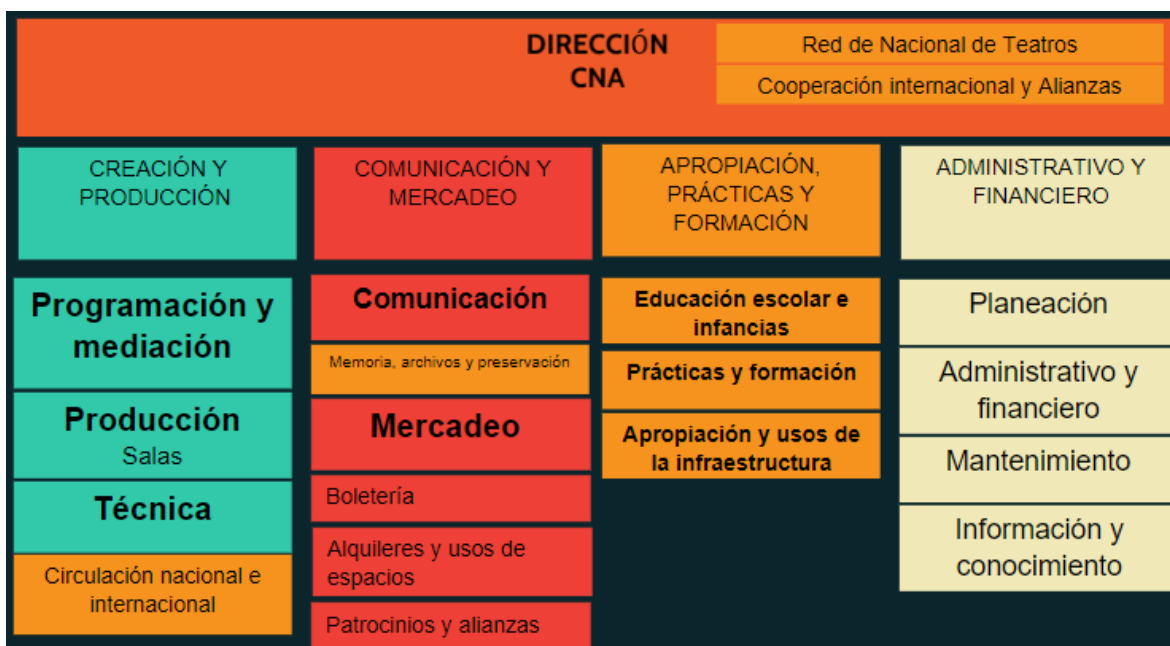 DIRECCIÓN
CNA
Red de Nacional de Teatros
Cooperación internacional y Alianzas
CREACIÓN Y
PRODUCCIÓN
Programación y
mediación
Producción
Salas
Técnica
Circulación nacional e
internacional
COMUNICACIÓN Y
MERCADEO
Comunicación
Memoria, archivos y preservación
Mercadeo
Boletería
Alquileres y usos de
espacios
Patrocinios y alianzas
APROPIACIÓN,
PRÁCTICAS Y
FORMACIÓN
Educación escolar e
infancias
Prácticas y formación
Apropiación y usos de
la infraestructura
ADMINISTRATIVO Y
FINANCIERO
Planeación
Administrativo y
financiero
Mantenimiento
Información y
conocimiento